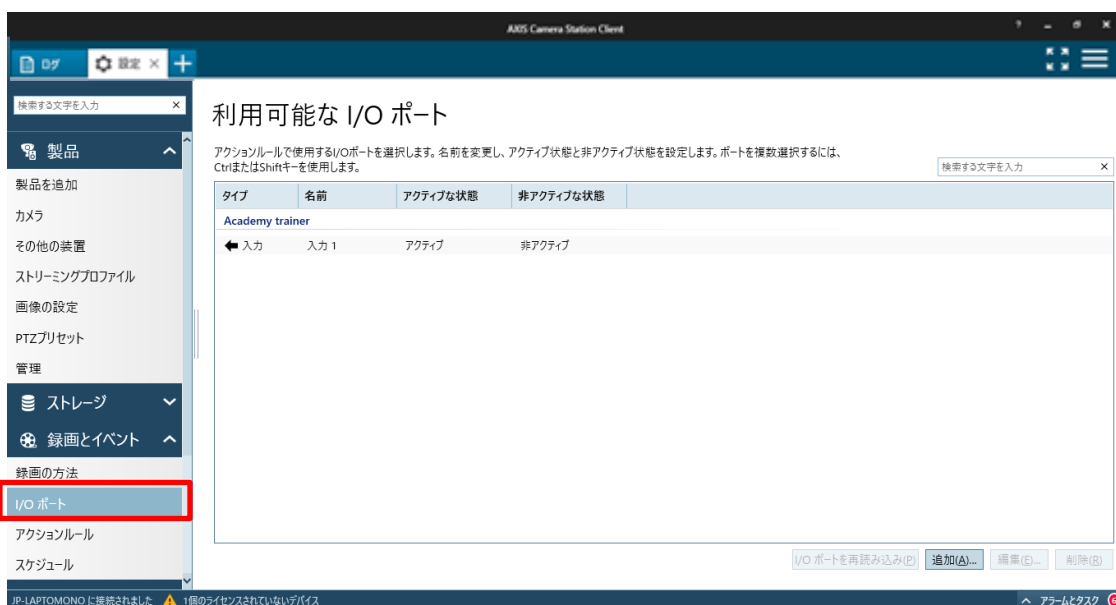 AXIS Camera Station Client
?
ログ 設定
検索する文字を入力
製品
製品を追加
カメラ
その他の装置
ストリーミングプロファイル
画像の設定
PTZプリセット
管理
ストレージ
録画とイベント
録画の方法
I/O ポート
アクションルール
スケジュール
利用可能な I/O ポート
アクションルールで使用するI/Oポートを選択します。名前を変更し、アクティブ状態と非アクティブ状態を設定します。ポートを複数選択するには、
CtrlまたはShiftキーを使用します。
検索する文字を入力
タイプ 名前 アクティブな状態 非アクティブな状態
Academy trainer
入力 入力 1 アクティブ 非アクティブ
I/O ポートを再読み込み(P) 追加(A)... 編集(E)... 削除(R)
JP-LAPTOMONO に接続されました 1個のライセンスされていないデバイス アラームとタスク